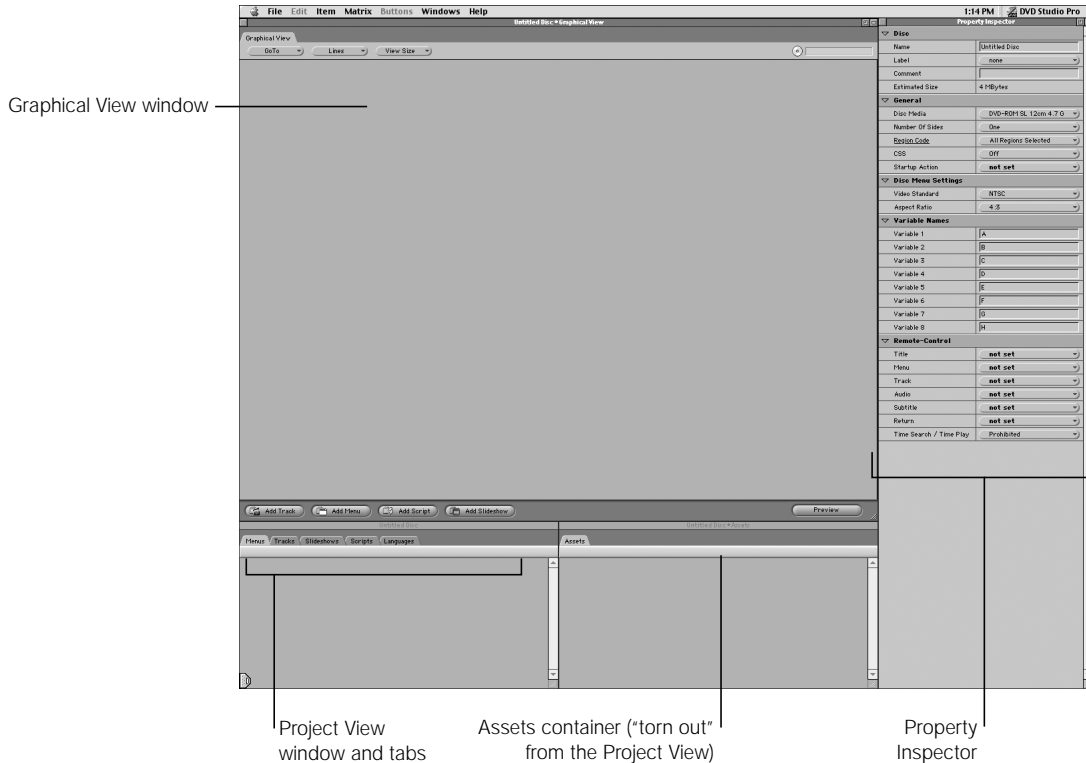 File Edit Item Matrix Buttons Windows Help
1:14 PM DVD Studio Pro
Untitled Disc • Graphical View
Graphical View
GoTo Lines View Size
Graphical View window
Property Inspector
Disc
Name Untitled Disc
Label none
Comment
Estimated Size 4 MBytes
General
Disc Media DVD-ROM SL 12cm 4.7 G
Number Of Sides One
Region Code All Regions Selected
CSS Off
Startup Action not set
Disc Menu Settings
Video Standard NTSC
Aspect Ratio 4:3
Variable Names
Variable 1 A
Variable 2 B
Variable 3 C
Variable 4 D
Variable 5 E
Variable 6 F
Variable 7 G
Variable 8 H
Remote-Control
Title not set
Menu not set
Track not set
Audio not set
Subtitle not set
Return not set
Time Search / Time Play Prohibited
Add Track Add Menu Add Script Add Slideshow Preview
Untitled Disc
Menus Tracks Slideshows Scripts Languages
Untitled Disc • Assets
Assets
Project View
window and tabs
Assets container ("torn out"
from the Project View)
Property
Inspector